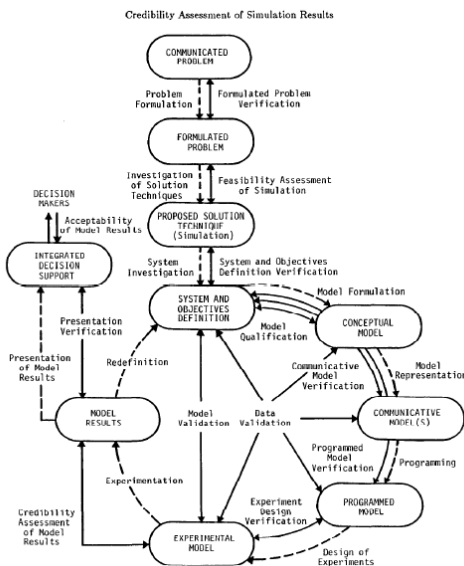 Credibility Assessment of Simulation Results
COMMUNICATED
PROBLEM
Problem
Formulation
Formulated Problem
Verification
FORMULATED
PROBLEM
Investigation
of Solution
Techniques
Feasibility Assessment
of Simulation
DECISION
MAKERS
Acceptability
of Model Results
PROPOSED SOLUTION
TECHNIQUE
(Simulation)
INTEGRATED
DECISION
SUPPORT
System
Investigation
System and Objectives
Definition Verification
SYSTEM AND
OBJECTIVES
DEFINITION
Model Formulation
CONCEPTUAL
MODEL
Model
Qualification
Presentation
Verification
Presentation
of Model
Results
Redefinition
Communicative
Model
Verification
Model
Representation
MODEL
RESULTS
Model
Validation
Data
Validation
COMMUNICATIVE
MODEL(S)
Programmed
Model
Verification
Programming
Experimentation
Experiment
Design
Verification
PROGRAMMED
MODEL
Credibility
Assessment
of Model
Results
EXPERIMENTAL
MODEL
Design of
Experiments